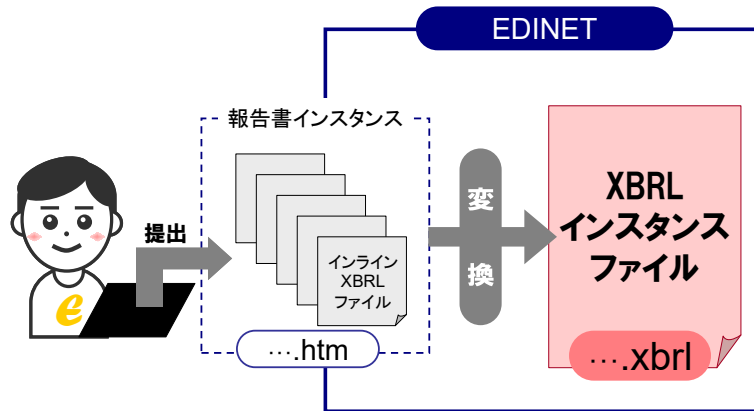 EDINET
報告書インスタンス
提出
e
インライン
XBRL
ファイル
….htm
変
換
XBRL
インスタンス
ファイル
….xbrl